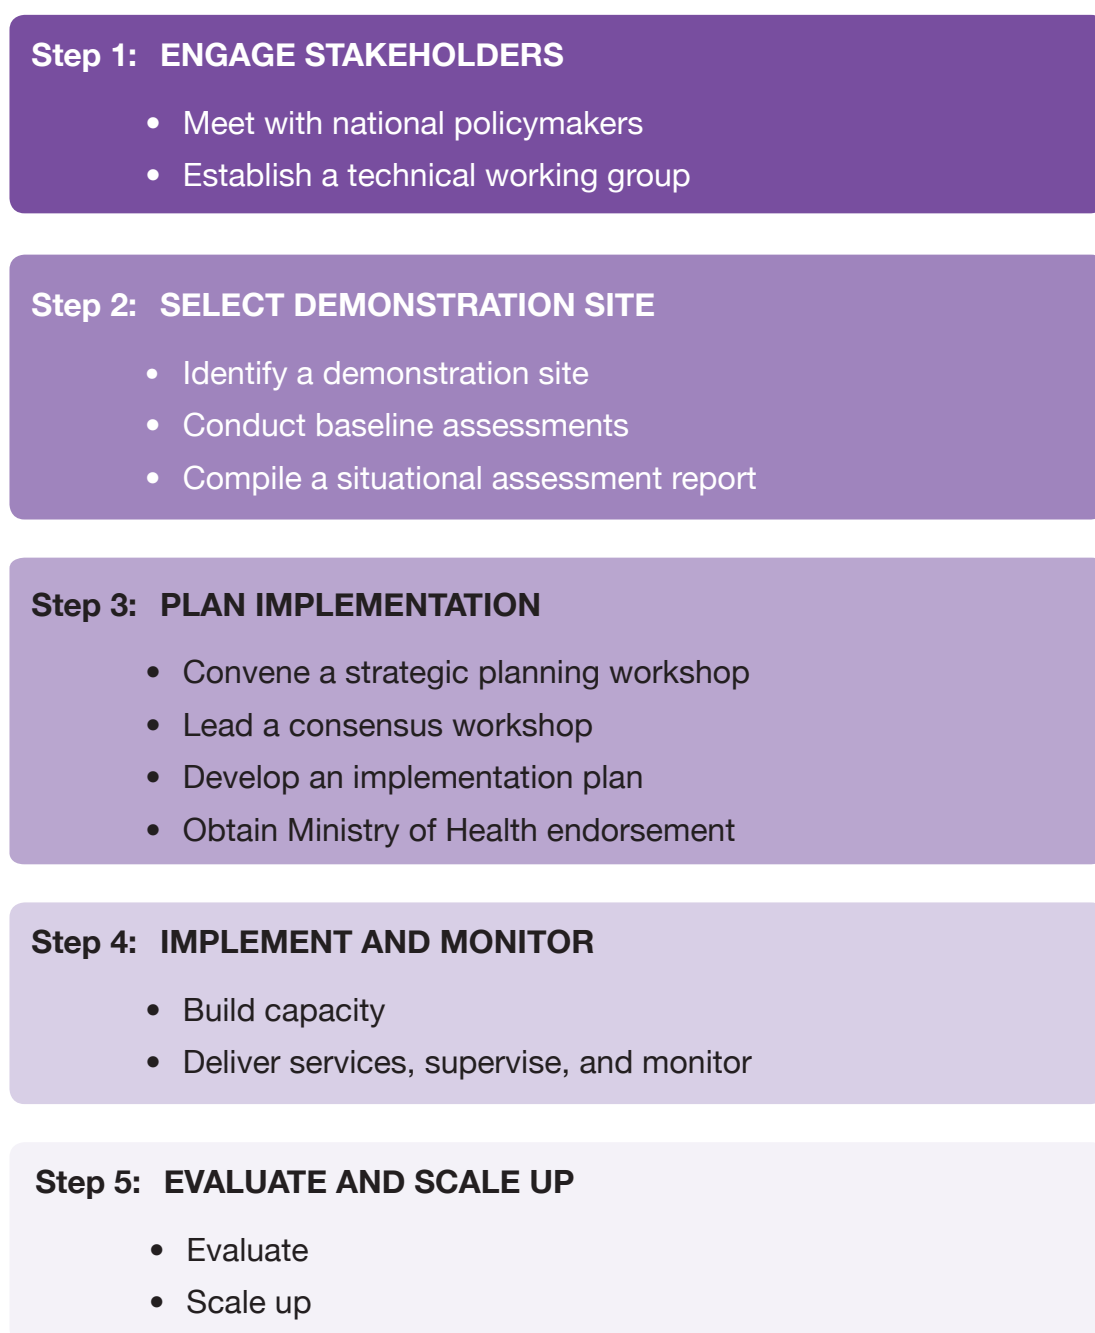 Step 1: ENGAGE STAKEHOLDERS
• Meet with national policymakers
• Establish a technical working group
Step 2: SELECT DEMONSTRATION SITE
• Identify a demonstration site
• Conduct baseline assessments
• Compile a situational assessment report
Step 3: PLAN IMPLEMENTATION
• Convene a strategic planning workshop
• Lead a consensus workshop
• Develop an implementation plan
• Obtain Ministry of Health endorsement
Step 4: IMPLEMENT AND MONITOR
• Build capacity
• Deliver services, supervise, and monitor
Step 5: EVALUATE AND SCALE UP
• Evaluate
• Scale up